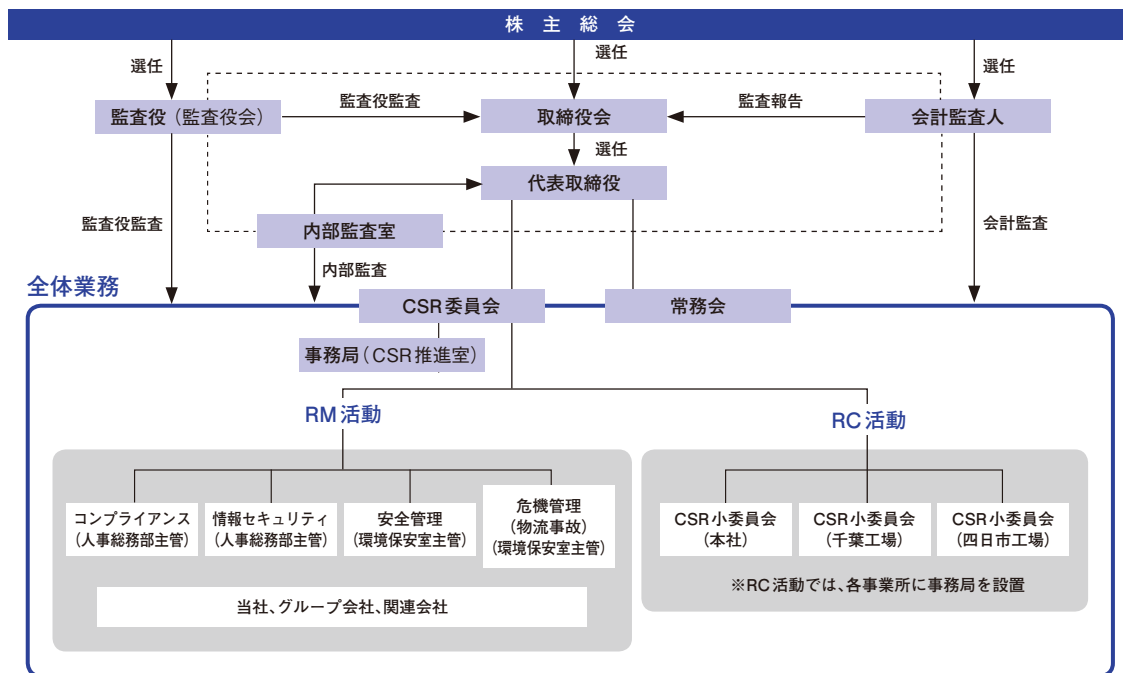 株主総会
選任
選任
選任
監査役（監査役会）
監査役監査
取締役会
監査報告
会計監査人
選任
代表取締役
監査役監査
内部監査室
会計監査
内部監査
全体業務
CSR委員会
常務会
事務局（CSR推進室）
RM活動
RC活動
コンプライアンス
（人事総務部主管）
情報セキュリティ
（人事総務部主管）
安全管理
（環境保安室主管）
危機管理
（物流事故）
（環境保安室主管）
CSR小委員会
（本社）
CSR小委員会
（千葉工場）
CSR小委員会
（四日市工場）
※RC活動では、各事業所に事務局を設置
当社、グループ会社、関連会社